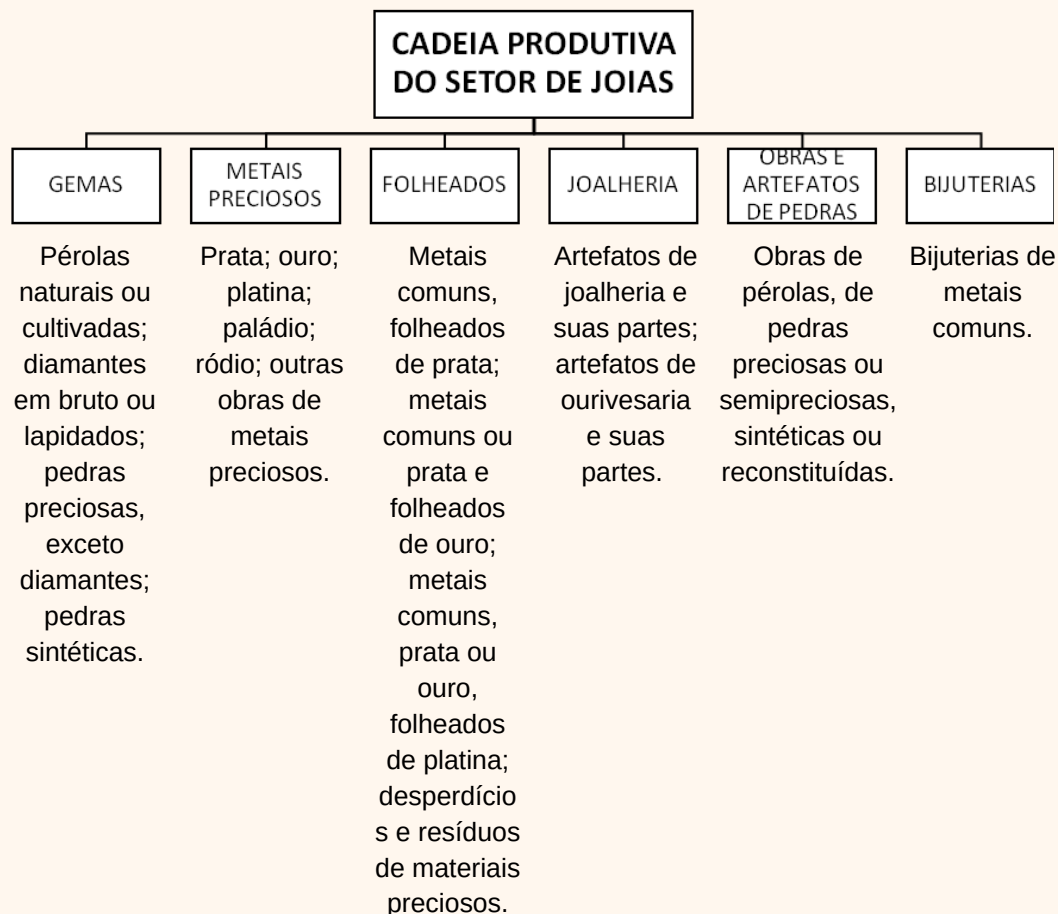 CADEIA PRODUTIVA
DO SETOR DE JOIAS
GEMAS
Pérolas
naturais ou
cultivadas;
diamantes
em bruto ou
lapidados;
pedras
preciosas,
exceto
diamantes;
pedras
sintéticas.
METAIS
PRECIOSOS
Prata; ouro;
platina;
paládio;
ródio; outras
obras de
metais
preciosos.
FOLHEADOS
Metais
comuns,
folheados
de prata;
metais
comuns ou
prata e
folheados
de ouro;
metais
comuns,
prata ou
ouro,
folheados
de platina;
desperdício
s e resíduos
de materiais
preciosos.
JOALHERIA
Artefatos de
joalheria e
suas partes;
artefatos de
ourivesaria
e suas
partes.
OBRAS E
ARTEFATOS
DE PEDRAS
Obras de
pérolas, de
pedras
preciosas ou
semipreciosas,
sintéticas ou
reconstituídas.
BIJUTERIAS
Bijuterias de
metais
comuns.